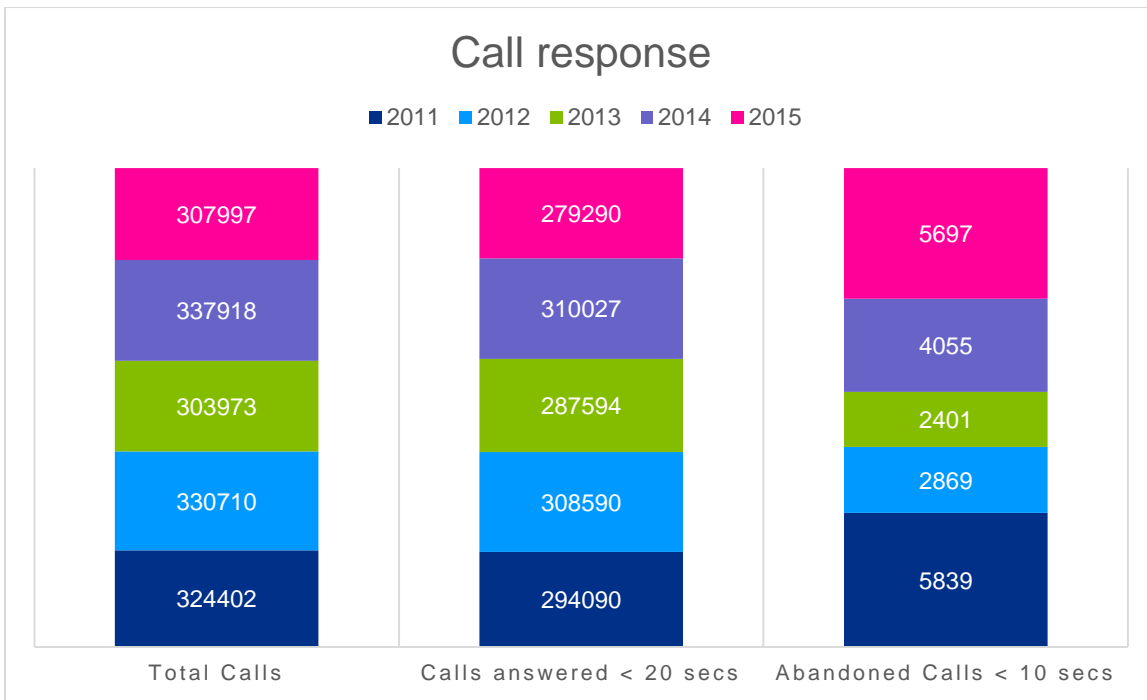 Call response
2011 2012 2013 2014 2015
307997 279290 5697
337918 310027 4055
303973 287594 2401
330710 308590 2869
324402 294090 5839
Total Calls Calls answered < 20 secs Abandoned Calls < 10 secs